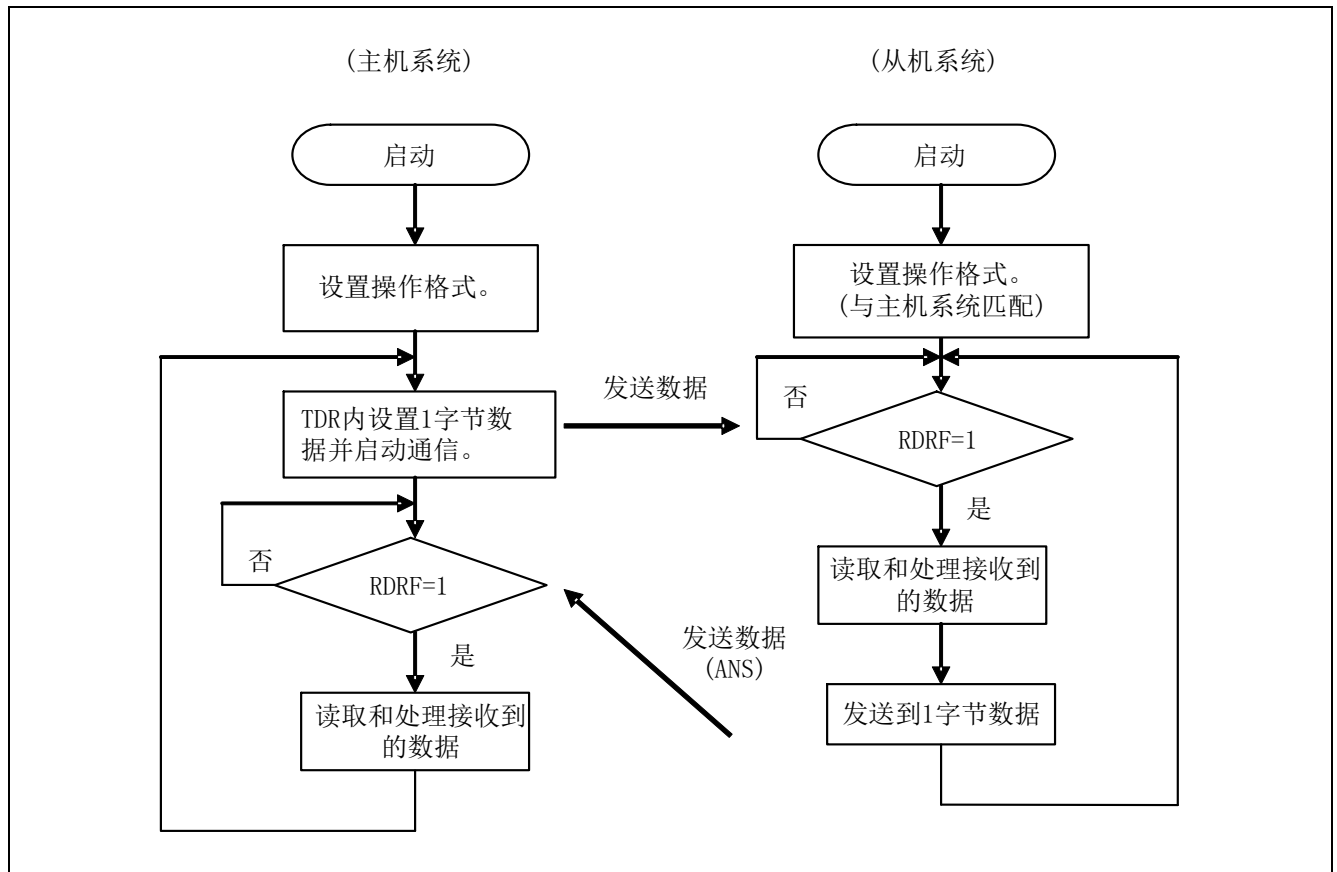 (主机系统)
(从机系统)
启动
启动
设置操作格式。
设置操作格式。
(与主机系统匹配)
发送数据
否
TDR内设置1字节数
据并启动通信。
RDRF=1
是
否
RDRF=1
读取和处理接收到
的数据
发送数据
(ANS)
是
读取和处理接收到
的数据
发送到1字节数据